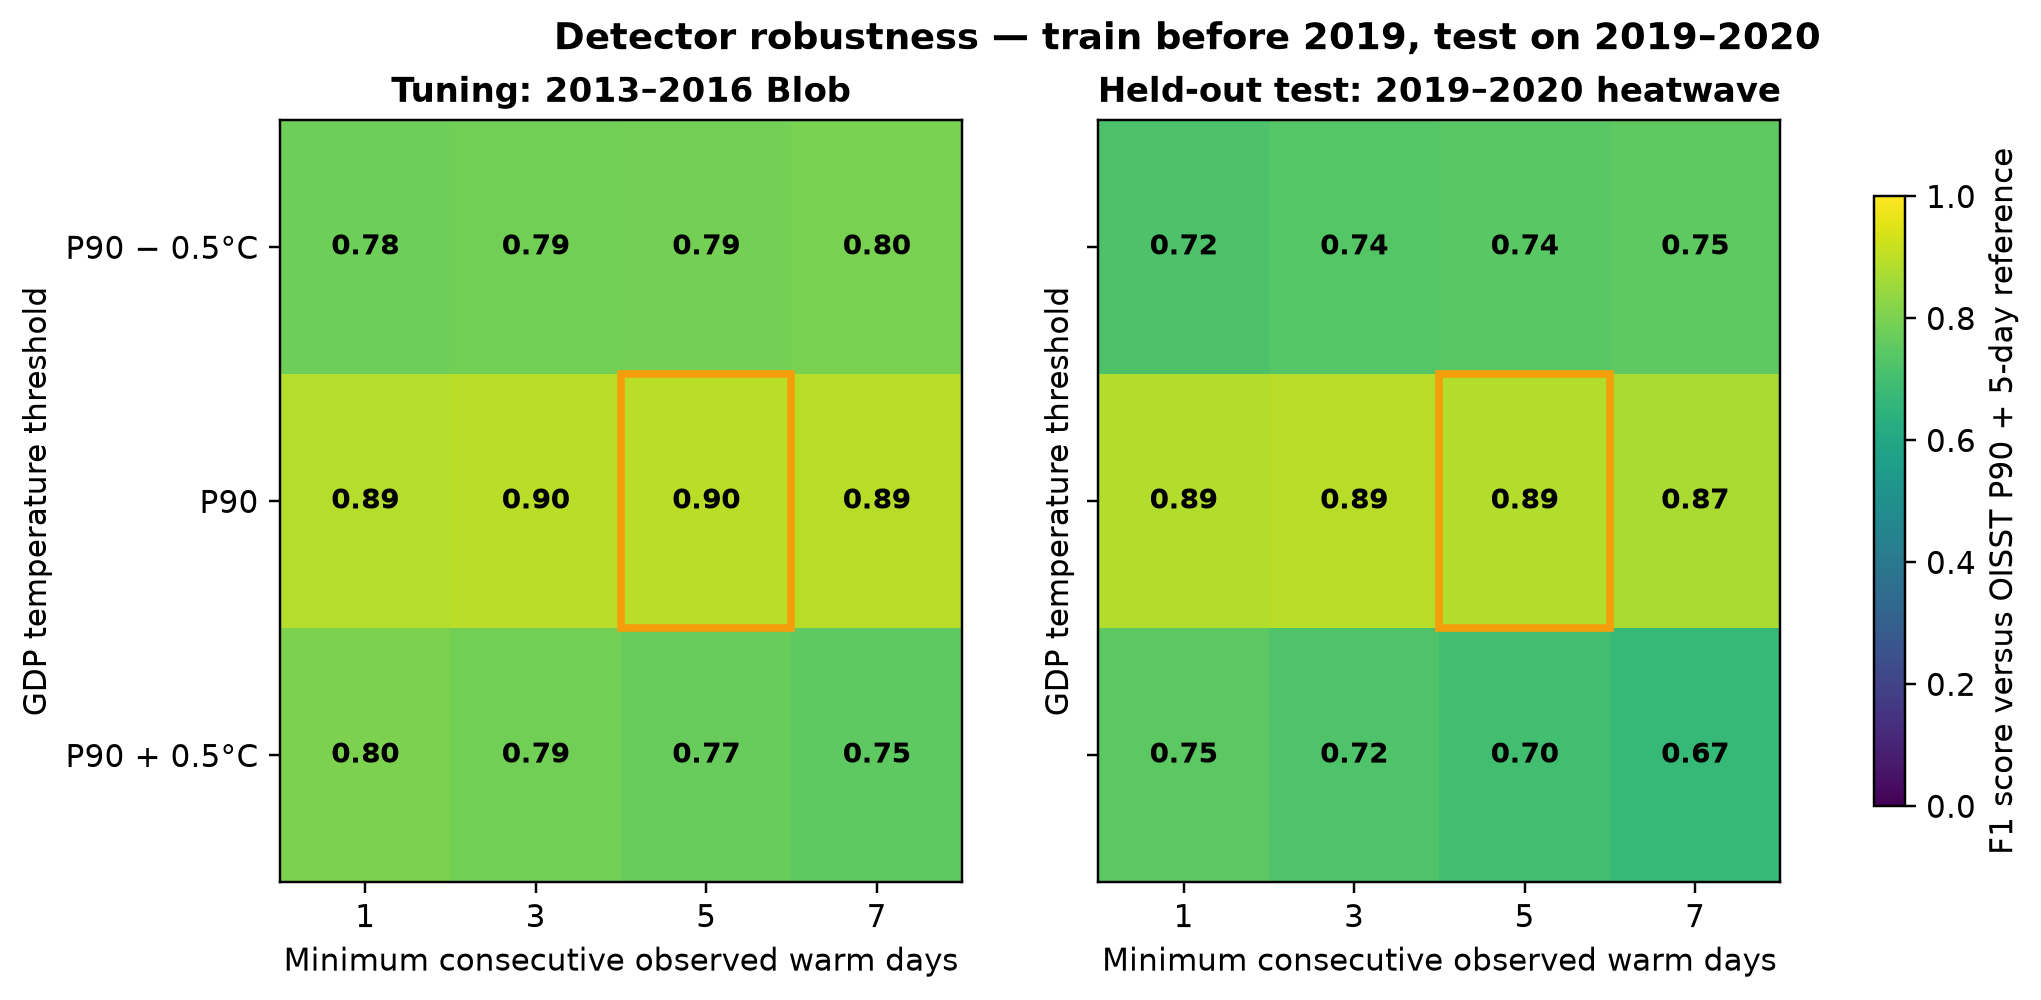 Detector robustness — train before 2019, test on 2019–2020
Tuning: 2013–2016 Blob
GDP temperature threshold
P90 − 0.5°C
0.78 0.79 0.79 0.80
P90
0.89 0.90 0.90 0.89
P90 + 0.5°C
0.80 0.79 0.77 0.75
1 3 5 7
Minimum consecutive observed warm days
Held-out test: 2019–2020 heatwave
GDP temperature threshold
0.72 0.74 0.74 0.75
0.89 0.89 0.89 0.87
0.75 0.72 0.70 0.67
1 3 5 7
Minimum consecutive observed warm days
1.0
0.8
0.6
0.4
0.2
0.0
F1 score versus OISST P90 + 5-day reference